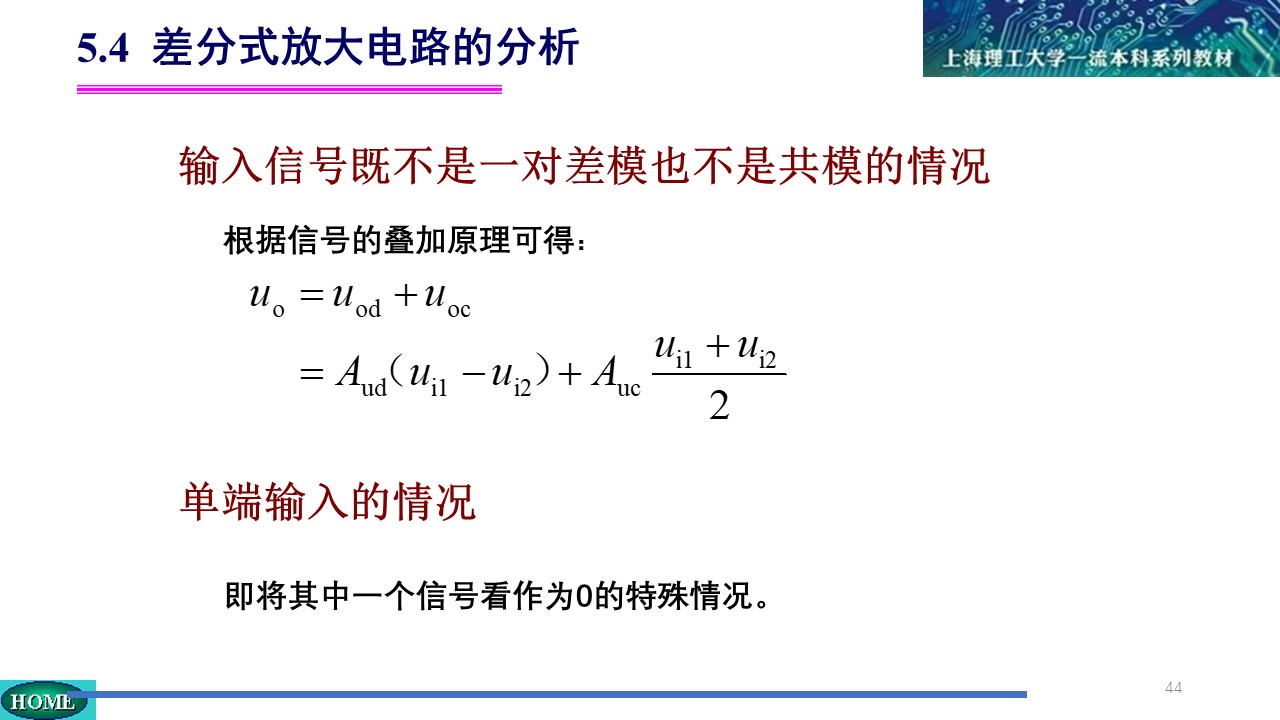 5.4 差分式放大电路的分析
上海理工大学一流本科系列教材
输入信号既不是一对差模也不是共模的情况
根据信号的叠加原理可得：
u_o = u_od + u_oc
= A_ud（u_i1 − u_i2）+ A_uc (u_i1 + u_i2)/2
单端输入的情况
即将其中一个信号看作为0的特殊情况。
HOME
44